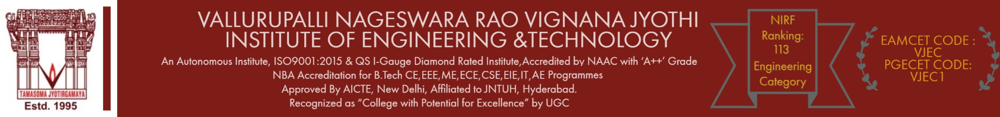 TAMASOMA JYOTIRGAMAYA
Estd. 1995
VALLURUPALLI NAGESWARA RAO VIGNANA JYOTHI
INSTITUTE OF ENGINEERING &TECHNOLOGY
An Autonomous Institute, ISO9001:2015 & QS I-Gauge Diamond Rated Institute,Accredited by NAAC with ‘A++’ Grade
NBA Accreditation for B.Tech CE,EEE,ME,ECE,CSE,EIE,IT,AE Programmes
Approved By AICTE, New Delhi, Affiliated to JNTUH, Hyderabad.
Recognized as “College with Potential for Excellence” by UGC
NIRF
Ranking:
113
Engineering
Category
EAMCET CODE :
VJEC
PGECET CODE:
VJEC1